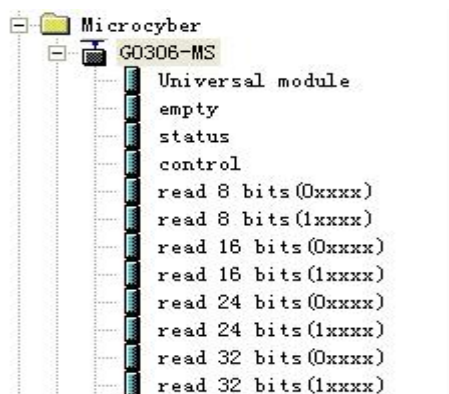 Microcyber
G0306-MS
Universal module
empty
status
control
read 8 bits(0xxxx)
read 8 bits(1xxxx)
read 16 bits(0xxxx)
read 16 bits(1xxxx)
read 24 bits(0xxxx)
read 24 bits(1xxxx)
read 32 bits(0xxxx)
read 32 bits(1xxxx)